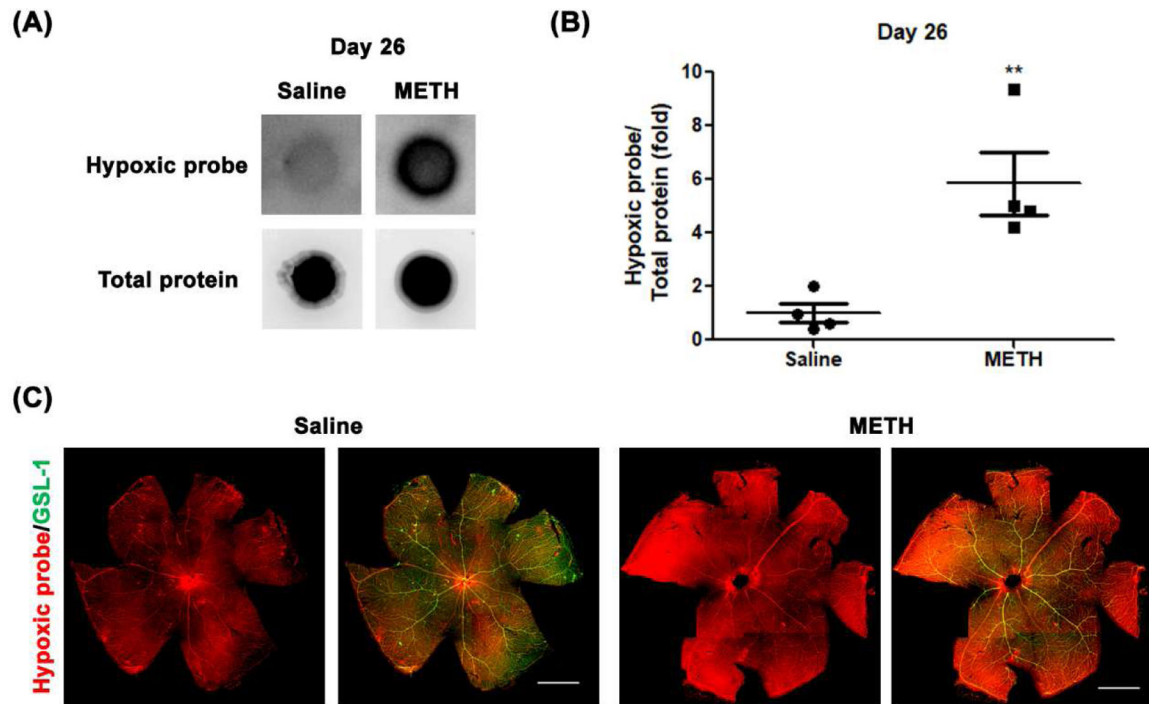 (A)
Day 26
Saline METH
Hypoxic probe
Total protein
(B)
Day 26
Hypoxic probe/
Total protein (fold)
10
8
6
4
2
0
**
Saline METH
(C)
Saline METH
Hypoxic probe/GSL-1